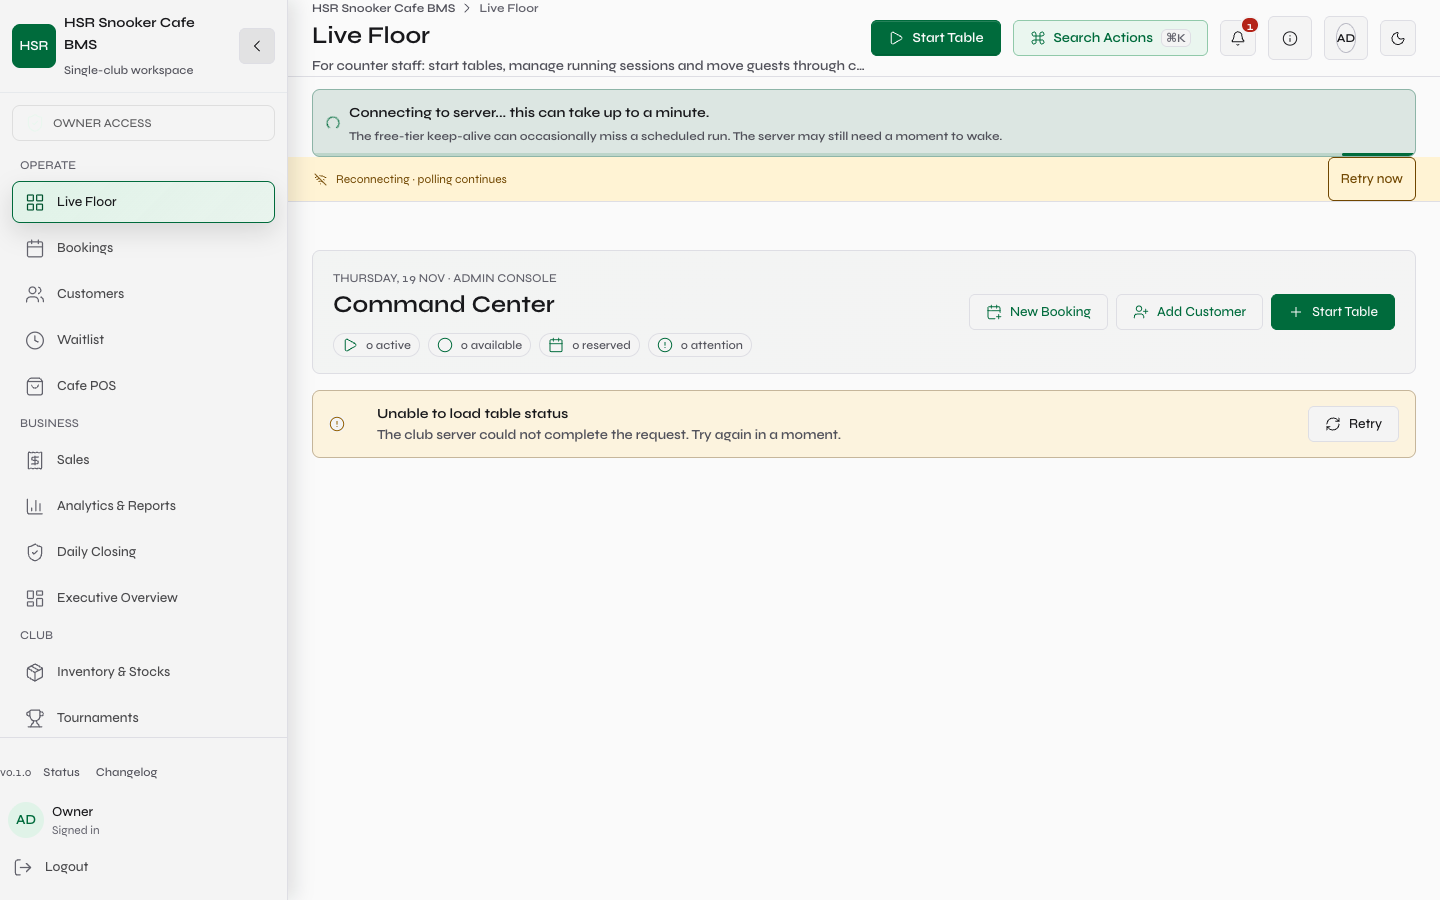 HSR
HSR Snooker Cafe
BMS
Single-club workspace
OWNER ACCESS
OPERATE
Live Floor
Bookings
Customers
Waitlist
Cafe POS
BUSINESS
Sales
Analytics & Reports
Daily Closing
Executive Overview
CLUB
Inventory & Stocks
Tournaments
v0.1.0 Status Changelog
AD
Owner
Signed in
Logout
HSR Snooker Cafe BMS > Live Floor
Live Floor
For counter staff: start tables, manage running sessions and move guests through c...
Start Table
Search Actions ⌘K
1
AD
Connecting to server... this can take up to a minute.
The free-tier keep-alive can occasionally miss a scheduled run. The server may still need a moment to wake.
Reconnecting · polling continues
Retry now
THURSDAY, 19 NOV · ADMIN CONSOLE
Command Center
0 active
0 available
0 reserved
0 attention
New Booking
Add Customer
Start Table
Unable to load table status
The club server could not complete the request. Try again in a moment.
Retry